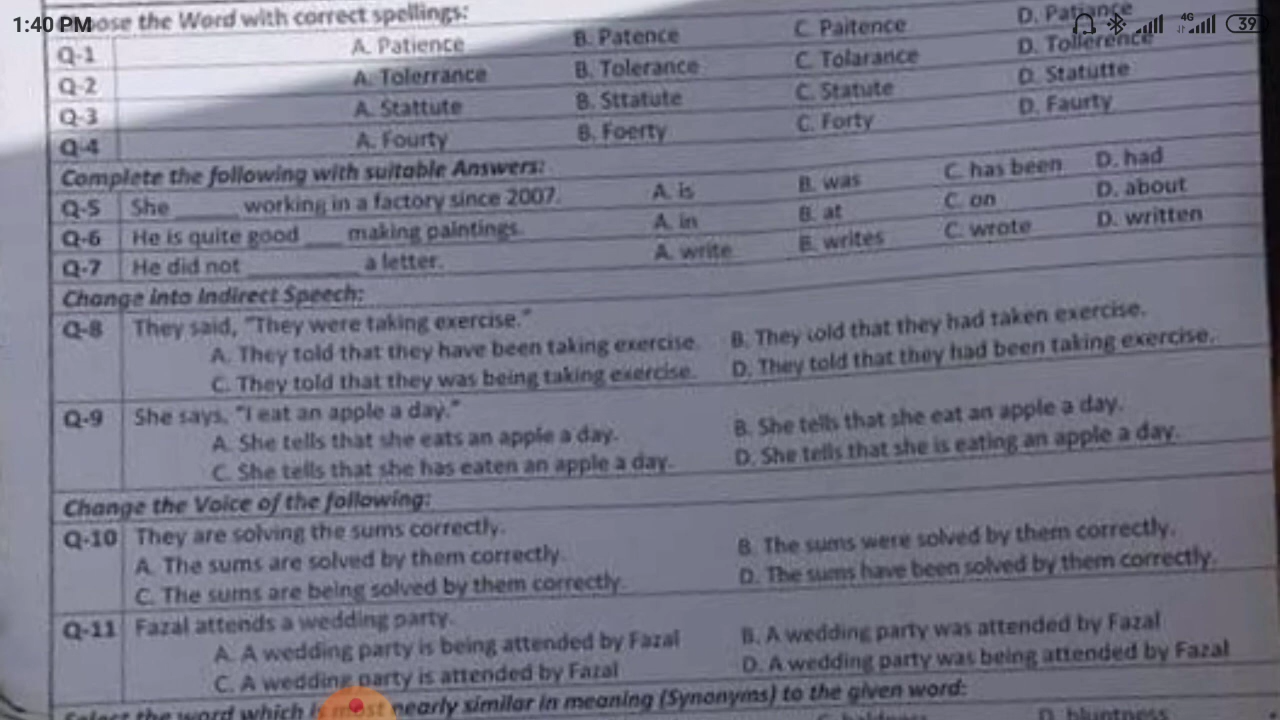 1:40 PM
oose the Word with correct spellings:
4G 39
Q-1 A. Patience B. Patence C. Paitence D. Patiance
Q-2 A. Tolerrance B. Tolerance C. Tolarance D. Tollerence
Q-3 A. Stattute B. Sttatute C. Statute D. Statutte
Q-4 A. Fourty B. Foerty C. Forty D. Faurty
Complete the following with suitable Answers:
Q-5 She ______ working in a factory since 2007. A. is B. was C. has been D. had
Q-6 He is quite good ____ making paintings. A. in B. at C. on D. about
Q-7 He did not __________ a letter. A. write B. writes C. wrote D. written
Change into Indirect Speech:
Q-8 They said, "They were taking exercise."
A. They told that they have been taking exercise. B. They told that they had taken exercise.
C. They told that they was being taking exercise. D. They told that they had been taking exercise.
Q-9 She says, "I eat an apple a day."
A. She tells that she eats an apple a day. B. She tells that she eat an apple a day.
C. She tells that she has eaten an apple a day. D. She tells that she is eating an apple a day.
Change the Voice of the following:
Q-10 They are solving the sums correctly.
A. The sums are solved by them correctly. B. The sums were solved by them correctly.
C. The sums are being solved by them correctly. D. The sums have been solved by them correctly.
Q-11 Fazal attends a wedding party.
A. A wedding party is being attended by Fazal B. A wedding party was attended by Fazal
C. A wedding party is attended by Fazal D. A wedding party was being attended by Fazal
Select the word which is most nearly similar in meaning (Synonyms) to the given word:
D. bluntness